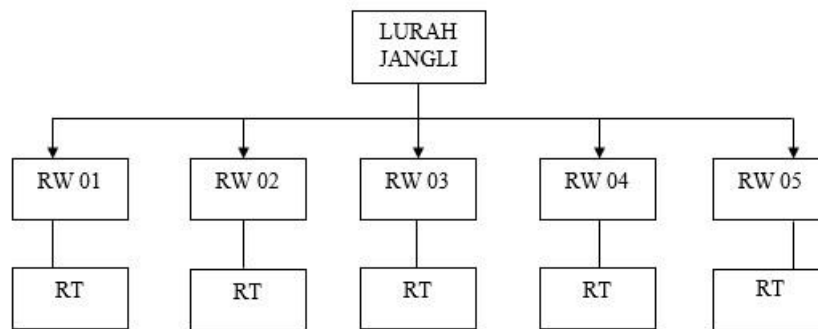 LURAH
JANGLI
RW 01
RW 02
RW 03
RW 04
RW 05
RT
RT
RT
RT
RT